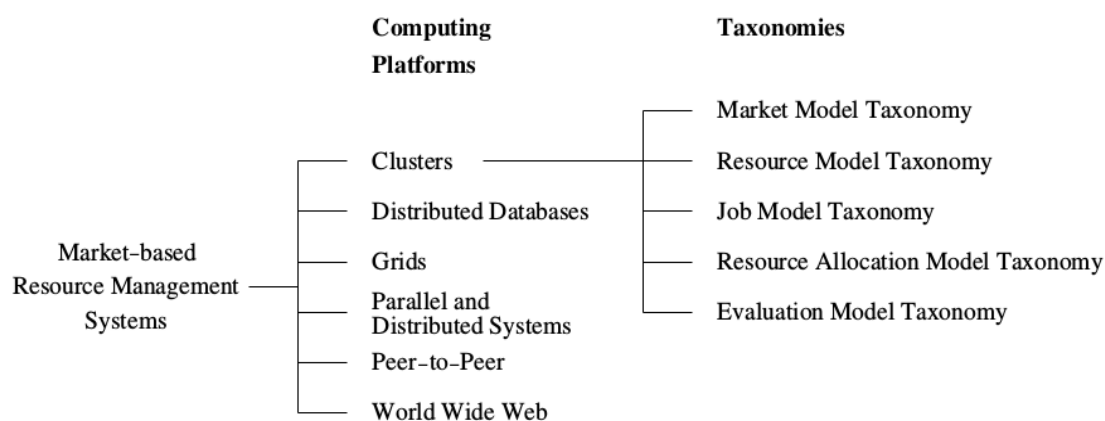 Computing
Platforms
Taxonomies
Market Model Taxonomy
Clusters
Resource Model Taxonomy
Distributed Databases
Job Model Taxonomy
Market-based
Resource Management
Systems
Grids
Resource Allocation Model Taxonomy
Parallel and
Distributed Systems
Evaluation Model Taxonomy
Peer-to-Peer
World Wide Web